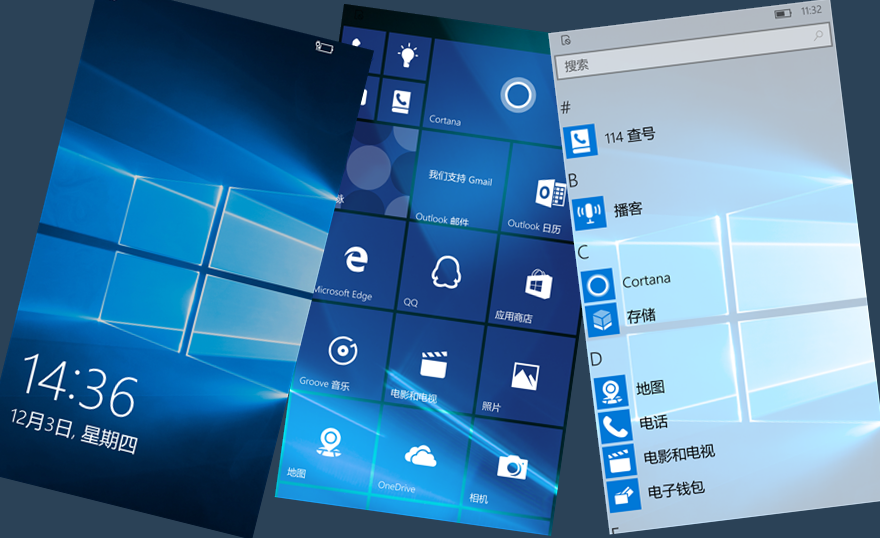 14:36
12月3日, 星期四
Cortana
我们支持 Gmail
Outlook 邮件
Outlook 日历
Microsoft Edge
QQ
应用商店
Groove 音乐
电影和电视
照片
地图
OneDrive
相机
11:32
搜索
#
114 查号
B
播客
C
Cortana
存储
D
地图
电话
电影和电视
电子钱包